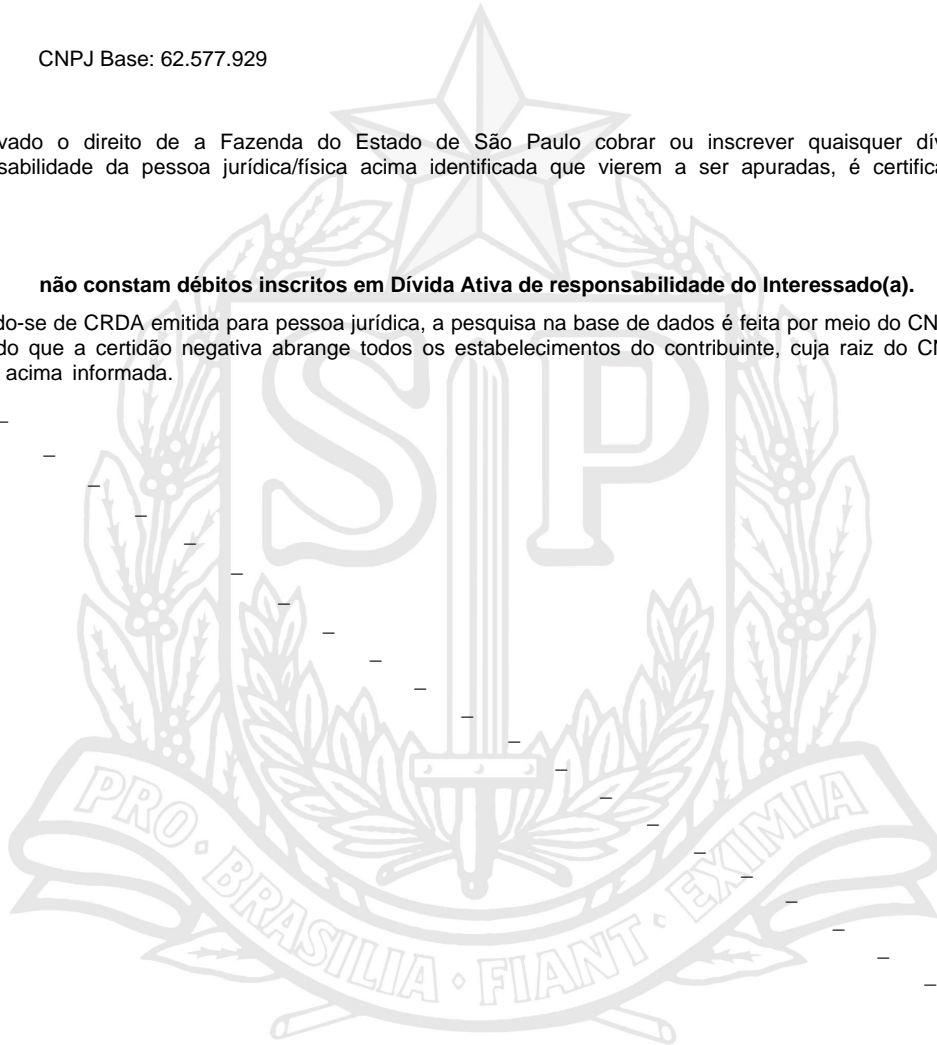 CNPJ Base: 62.577.929
vado o direito de a Fazenda do Estado de São Paulo cobrar ou inscrever quaisquer dív
sabilidade da pessoa jurídica/física acima identificada que vierem a ser apuradas, é certifica
não constam débitos inscritos em Dívida Ativa de responsabilidade do Interessado(a).
do-se de CRDA emitida para pessoa jurídica, a pesquisa na base de dados é feita por meio do CN
do que a certidão negativa abrange todos os estabelecimentos do contribuinte, cuja raiz do CN
acima informada.
SP
PRO • BRASILIA • FIANT • EXIMIA